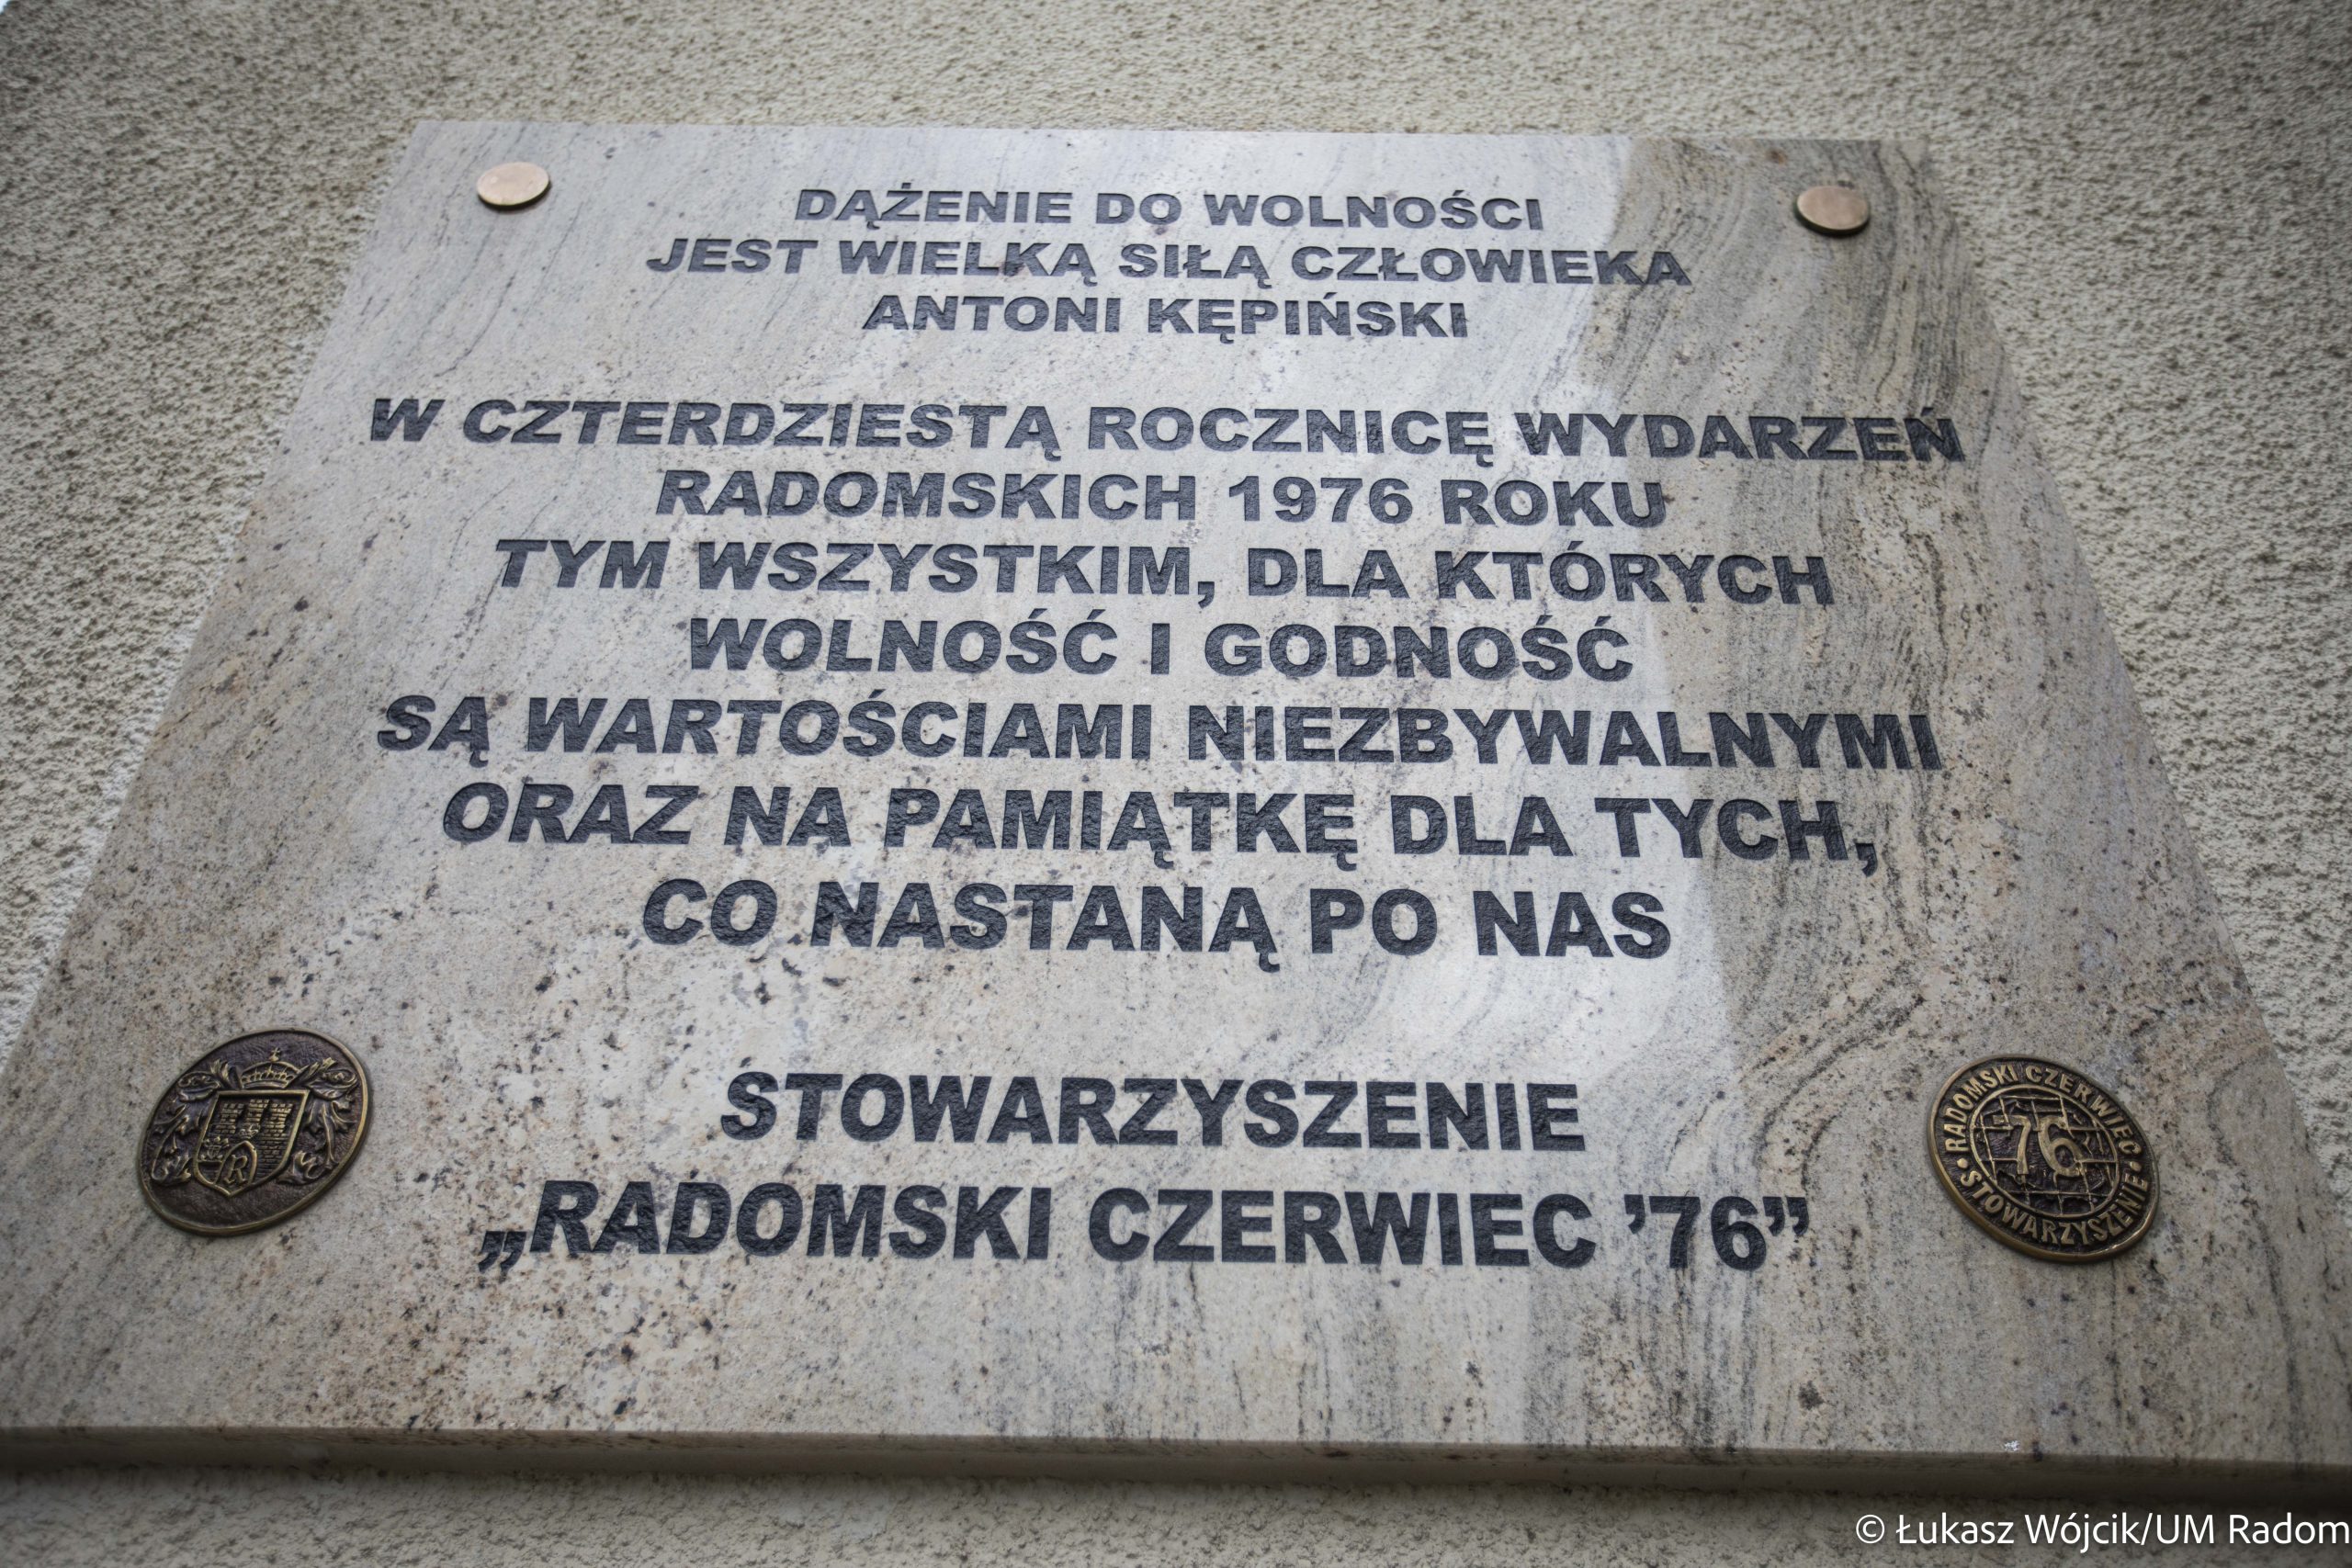 DĄŻENIE DO WOLNOŚCI
JEST WIELKĄ SIŁĄ CZŁOWIEKA
ANTONI KĘPIŃSKI
W CZTERDZIESTĄ ROCZNICĘ WYDARZEŃ
RADOMSKICH 1976 ROKU
TYM WSZYSTKIM, DLA KTÓRYCH
WOLNOŚĆ I GODNOŚĆ
SĄ WARTOŚCIAMI NIEZBYWALNYMI
ORAZ NA PAMIĄTKĘ DLA TYCH,
CO NASTANĄ PO NAS
STOWARZYSZENIE
„RADOMSKI CZERWIEC ’76”
R
RADOMSKI CZERWIEC
76
• STOWARZYSZENIE •
© Łukasz Wójcik/UM Radom